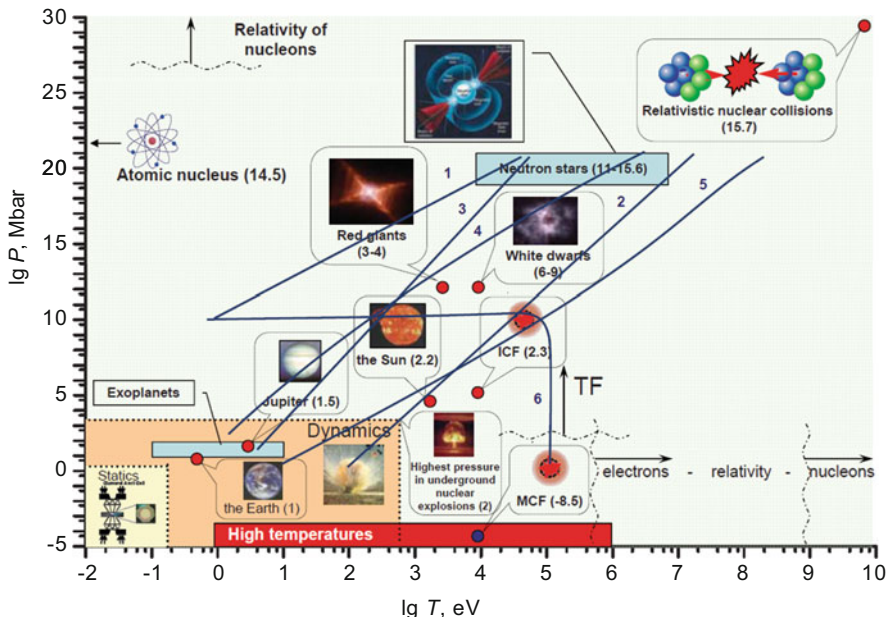 30
25
20
15
10
5
0
-5
lg P, Mbar
-2
-1
0
1
2
3
4
5
6
7
8
9
10
lg T, eV
Relativity of
nucleons
Relativistic nuclear collisions
(15.7)
Atomic nucleus (14.5)
Neutron stars (11-15.6)
1
2
3
4
5
6
Red giants
(3-4)
White dwarfs
(6-9)
the Sun (2.2)
ICF (2.3)
Jupiter (1.5)
Exoplanets
TF
Dynamics
Statics
Diamond Anvil Cell
the Earth (1)
Highest pressure
in underground
nuclear
explosions (2)
MCF (-8.5)
electrons - relativity - nucleons
High temperatures